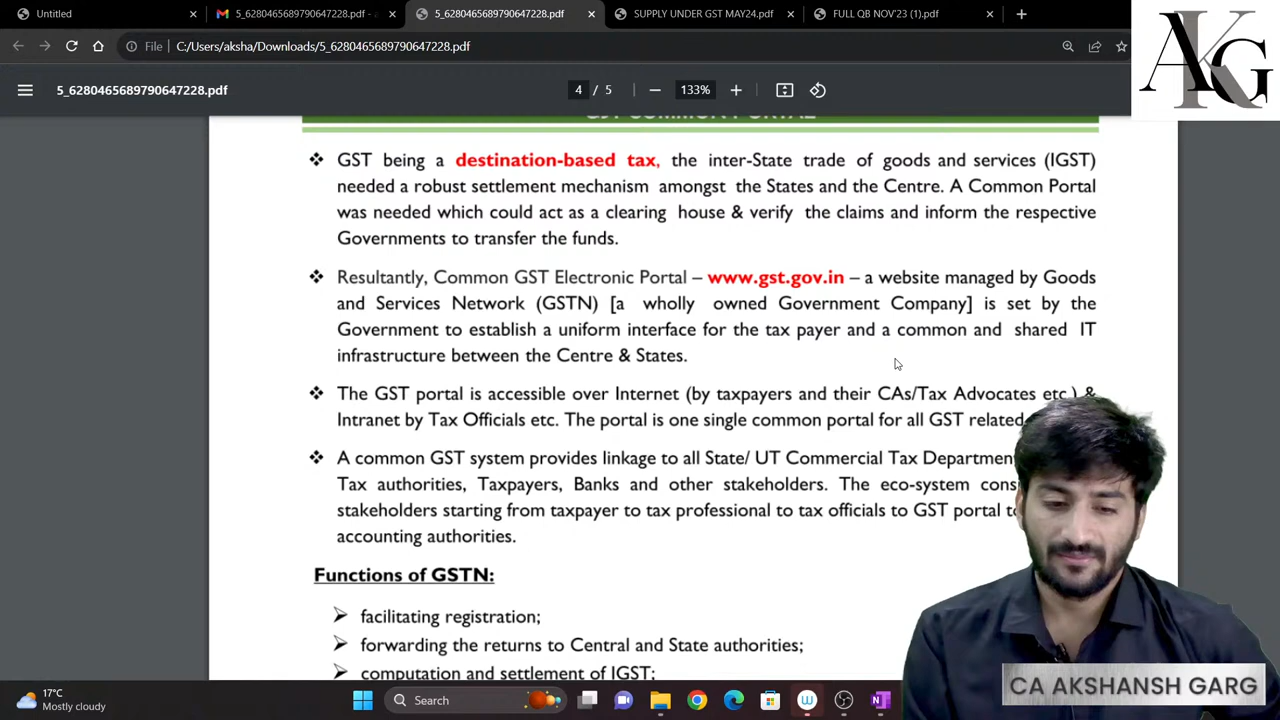 Untitled
5_6280465689790647228.pdf - a
5_6280465689790647228.pdf
SUPPLY UNDER GST MAY24.pdf
FULL QB NOV'23 (1).pdf
File
C:/Users/aksha/Downloads/5_6280465689790647228.pdf
AKG
5_6280465689790647228.pdf
4 / 5
133%
GST COMMON PORTAL
GST being a destination-based tax, the inter-State trade of goods and services (IGST)
needed a robust settlement mechanism amongst the States and the Centre. A Common Portal
was needed which could act as a clearing house & verify the claims and inform the respective
Governments to transfer the funds.
Resultantly, Common GST Electronic Portal – www.gst.gov.in – a website managed by Goods
and Services Network (GSTN) [a wholly owned Government Company] is set by the
Government to establish a uniform interface for the tax payer and a common and shared IT
infrastructure between the Centre & States.
The GST portal is accessible over Internet (by taxpayers and their CAs/Tax Advocates etc.) &
Intranet by Tax Officials etc. The portal is one single common portal for all GST related
A common GST system provides linkage to all State/ UT Commercial Tax
Tax authorities, Taxpayers, Banks and other stakeholders. The eco-system
stakeholders starting from taxpayer to tax professional to tax officials to GST portal
accounting authorities.
Functions of GSTN:
facilitating registration;
forwarding the returns to Central and State authorities;
computation and settlement of IGST;
CA AKSHANSH GARG
17°C
Mostly cloudy
Search